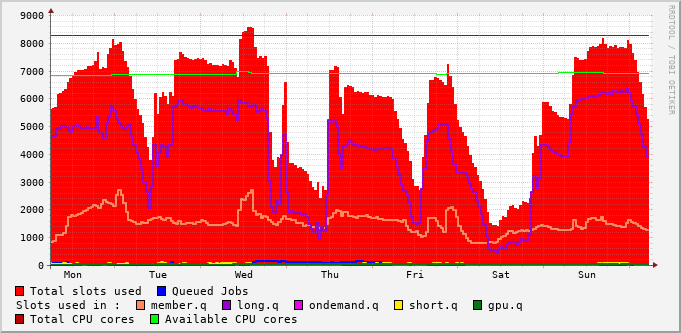 9000
8000
7000
6000
5000
4000
3000
2000
1000
0
Mon Tue Wed Thu Fri Sat Sun
RRDTOOL / TOBI OETIKER
Total slots used Queued Jobs
Slots used in : member.q long.q ondemand.q short.q gpu.q
Total CPU cores Available CPU cores